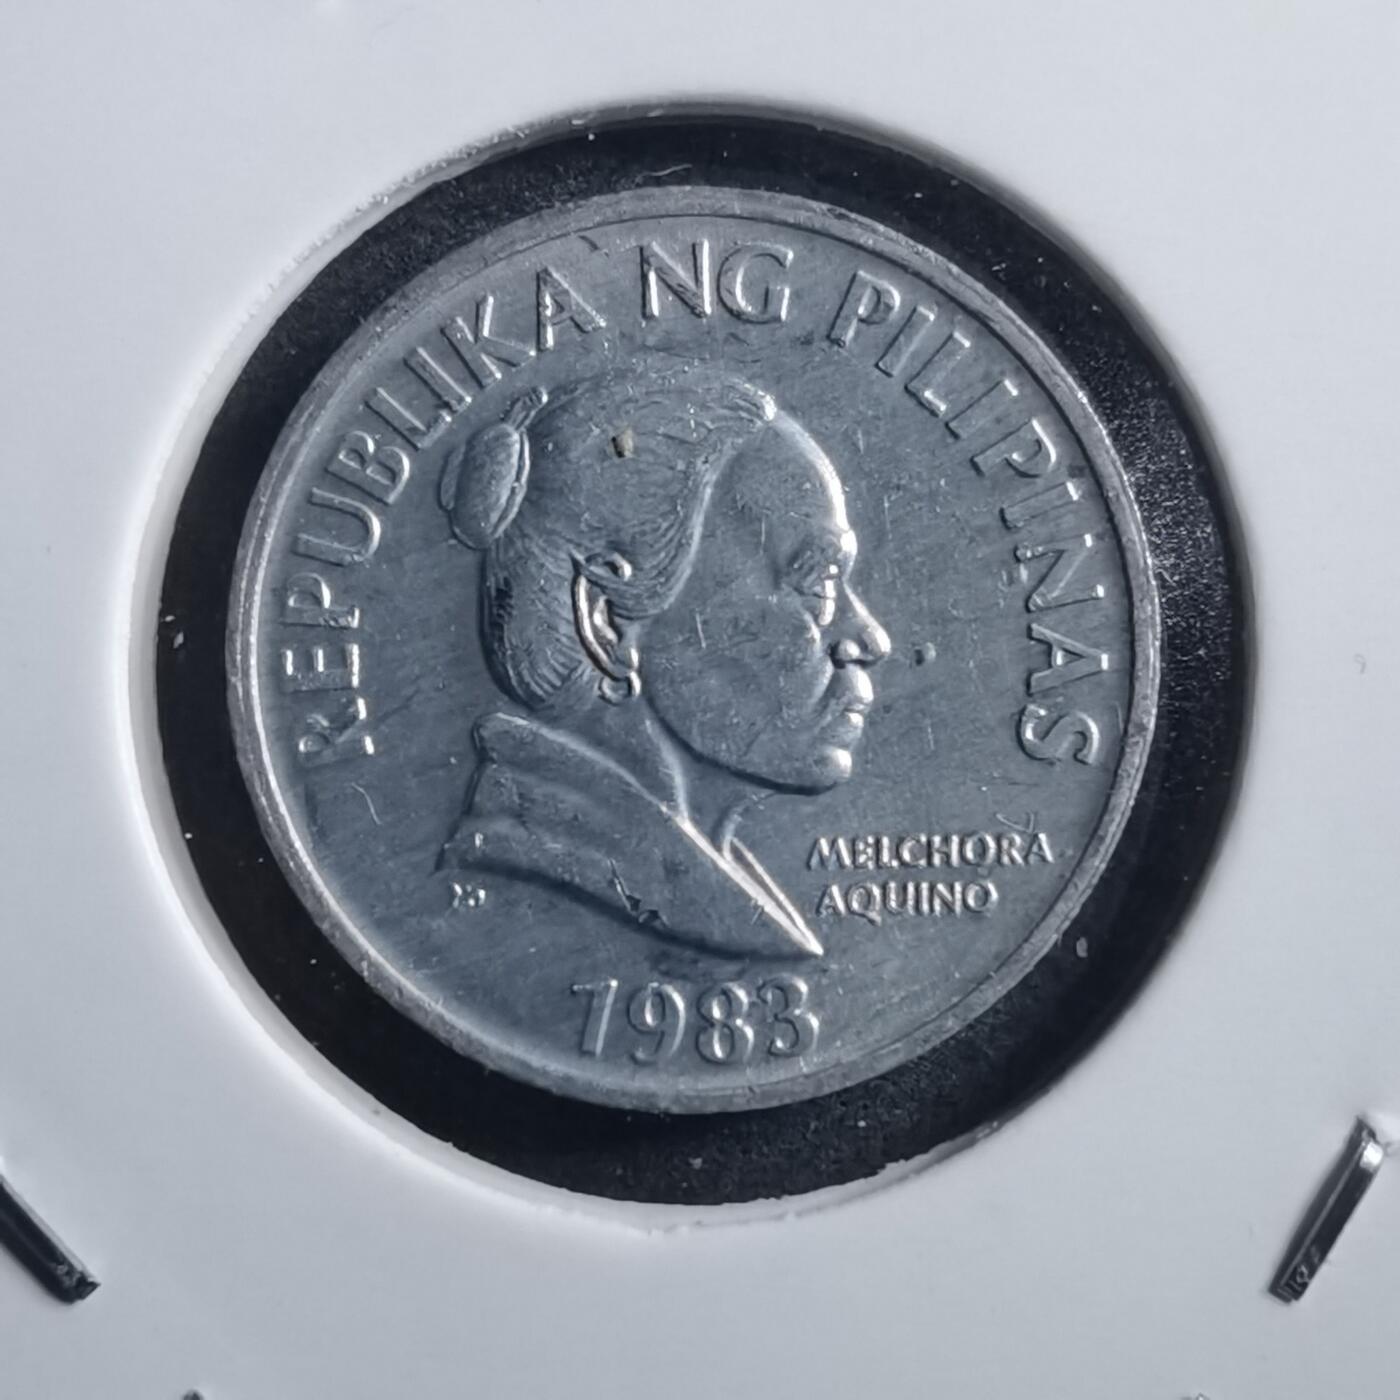 REPUBLIKA NG PILIPINAS
MELCHORA
AQUINO
1983